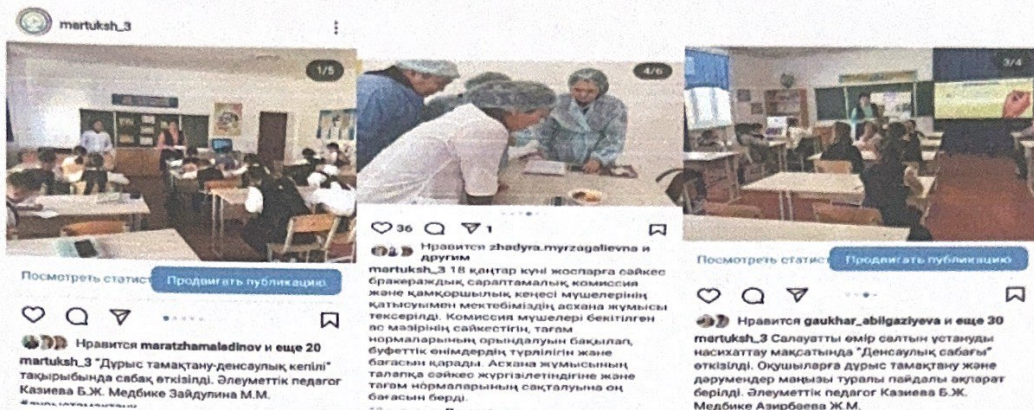 martuksh_3
1/5
Посмотреть статист
Продвигать публикацию
Нравится maratzhamaledinov и еще 20
martuksh_3 "Дұрыс тамақтану-денсаулық кепілі"
тақырыбында сабақ өткізілді. Әлеуметтік педагог
Казиева Б.Ж. Медбике Зайдулина М.М.
4/6
36
1
Нравится zhadyra.myrzagalievna и
другим
martuksh_3 18 қаңтар күні жоспарға сәйкес
бракераждық сараптамалық комиссия
және қамқоршылық кеңесі мүшелерінің
қатысуымен мектебіміздің асхана жұмысы
тексерілді. Комиссия мүшелері бекітілген
ас мәзірінің сәйкестігін, тағам
нормаларының орындалуын бақылап,
буфеттік өнімдердің түрлілігін және
бағасын қарады. Асхана жұмысының
талапқа сәйкес жүргізілетіндігіне және
тағам нормаларының сақталуына оң
бағасын берді.
3/4
Посмотреть статист
Продвигать публикацию
Нравится gaukhar_abilgaziyeva и еще 30
martuksh_3 Салауатты өмір салтын ұстануды
насихаттау мақсатында "Денсаулық сабағы"
өткізілді. Оқушыларға дұрыс тамақтану және
дәрумендер маңызы туралы пайдалы ақпарат
берілді. Әлеуметтік педагог Казиева Б.Ж.
Медбике Азирбаева Ж.М.